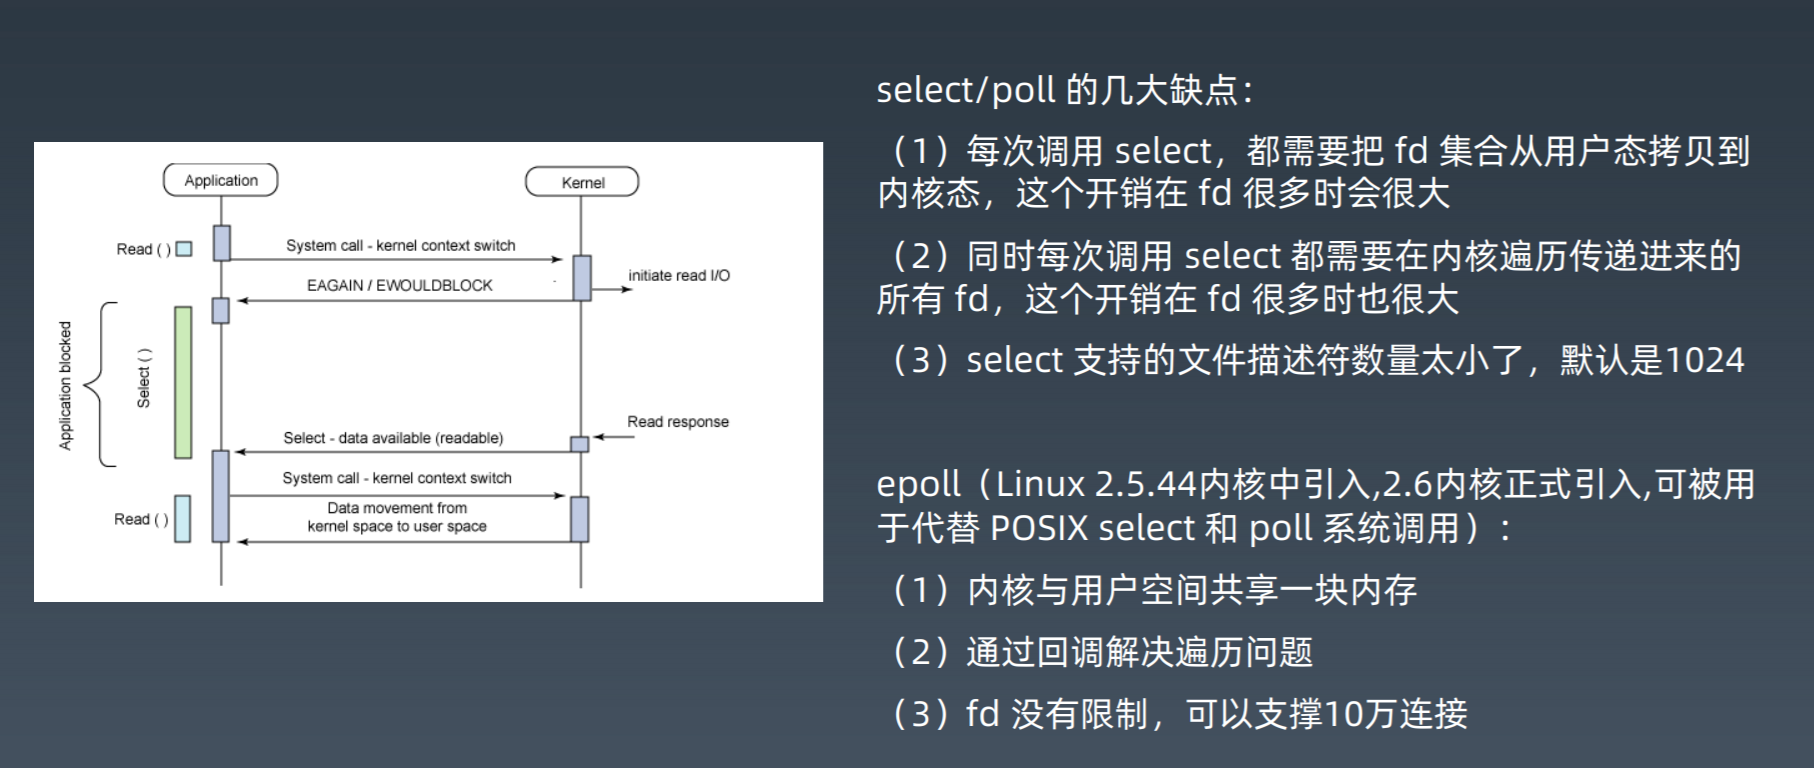 Application
Kernel
Read ( )
System call - kernel context switch
initiate read I/O
EAGAIN / EWOULDBLOCK
Application blocked
Select ( )
Read response
Select - data available (readable)
System call - kernel context switch
Read ( )
Data movement from
kernel space to user space
select/poll 的几大缺点：
（1）每次调用 select，都需要把 fd 集合从用户态拷贝到
内核态，这个开销在 fd 很多时会很大
（2）同时每次调用 select 都需要在内核遍历传递进来的
所有 fd，这个开销在 fd 很多时也很大
（3）select 支持的文件描述符数量太小了，默认是1024
epoll（Linux 2.5.44内核中引入,2.6内核正式引入,可被用
于代替 POSIX select 和 poll 系统调用）：
（1）内核与用户空间共享一块内存
（2）通过回调解决遍历问题
（3）fd 没有限制，可以支撑10万连接